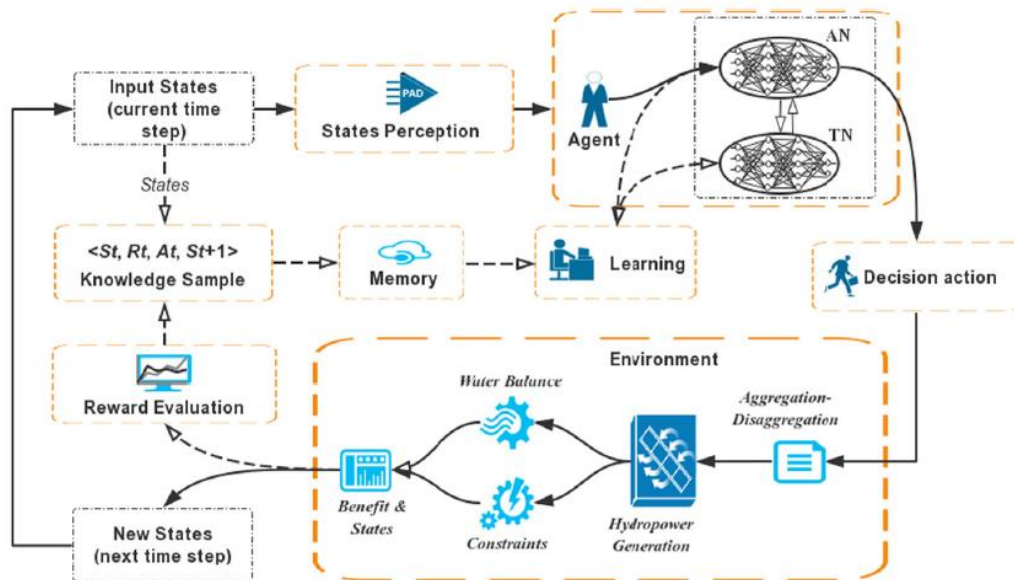 Input States
(current time
step)
PAD
States Perception
Agent
AN
TN
States
<St, Rt, At, St+1>
Knowledge Sample
Memory
Learning
Decision action
Reward Evaluation
Environment
Water Balance
Aggregation-
Disaggregation
Benefit &
States
Constraints
Hydropower
Generation
New States
(next time step)